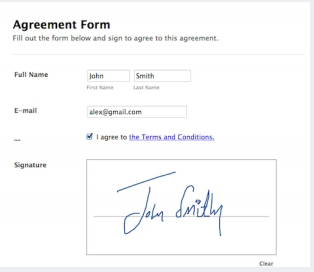 Agreement Form
Fill out the form below and sign to agree to this agreement.
Full Name
John Smith
First Name Last Name
E-mail
alex@gmail.com
...
I agree to the Terms and Conditions.
Signature
John Smith
Clear